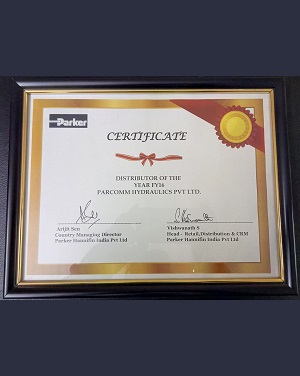 Parker
CERTIFICATE
DISTRIBUTOR OF THE
YEAR FY16
PARCOMM HYDRAULICS PVT LTD.
Arijit Sen
Country Managing Director
Parker Hannifin India Pvt Ltd
Vishwanath S
Head - Retail,Distribution & CRM
Parker Hannifin India Pvt Ltd